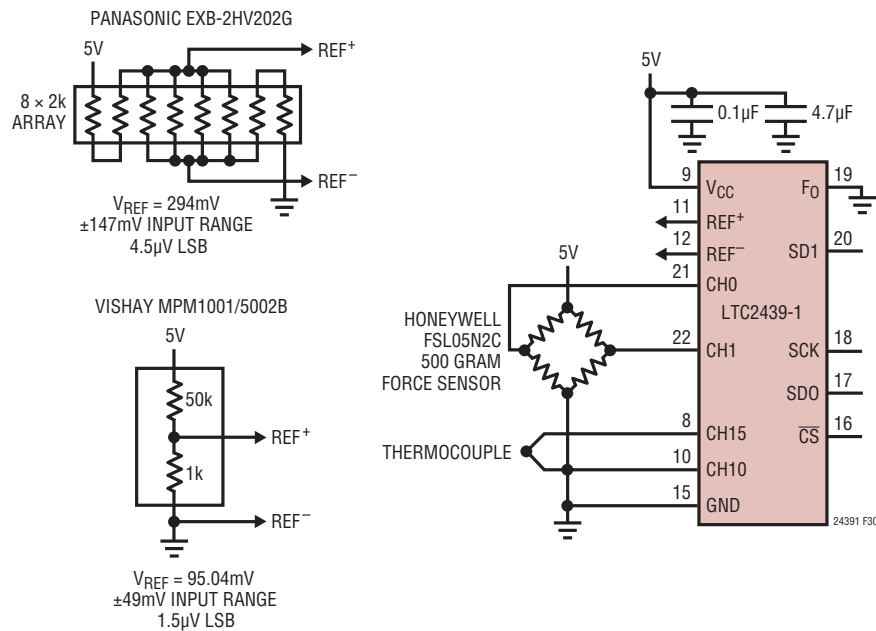 PANASONIC EXB-2HV202G
5V
REF+
8 × 2k
ARRAY
REF–
VREF = 294mV
±147mV INPUT RANGE
4.5µV LSB
VISHAY MPM1001/5002B
5V
50k
REF+
1k
REF–
VREF = 95.04mV
±49mV INPUT RANGE
1.5µV LSB
5V
0.1µF
4.7µF
9
VCC
FO
19
11
REF+
12
REF–
SD1
20
5V
21
CH0
LTC2439-1
HONEYWELL
FSL05N2C
500 GRAM
FORCE SENSOR
22
CH1
SCK
18
SDO
17
8
CH15
CS
16
THERMOCOUPLE
10
CH10
15
GND
24391 F30